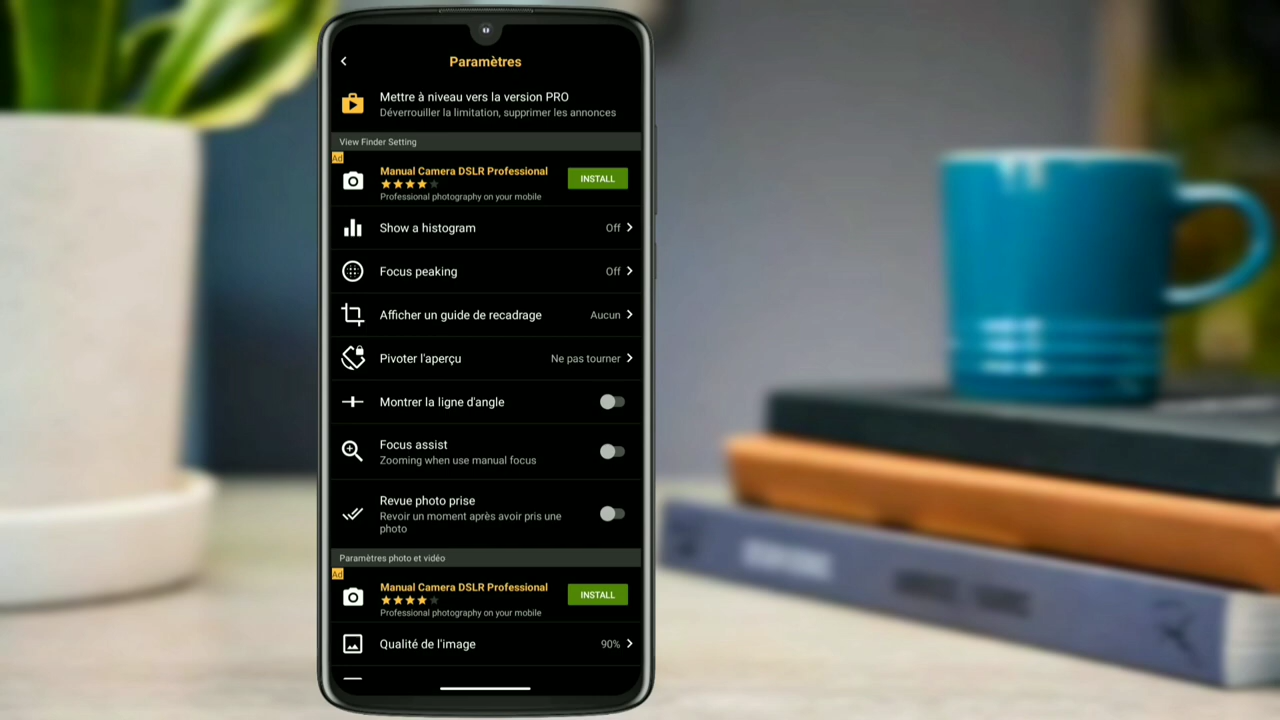 Paramètres
Mettre à niveau vers la version PRO
Déverrouiller la limitation, supprimer les annonces
View Finder Setting
Ad
Manual Camera DSLR Professional
INSTALL
Professional photography on your mobile
Show a histogram Off
Focus peaking Off
Afficher un guide de recadrage Aucun
Pivoter l'aperçu Ne pas tourner
Montrer la ligne d'angle
Focus assist
Zooming when use manual focus
Revue photo prise
Revoir un moment après avoir pris une
photo
Paramètres photo et vidéo
Ad
Manual Camera DSLR Professional
INSTALL
Professional photography on your mobile
Qualité de l'image 90%